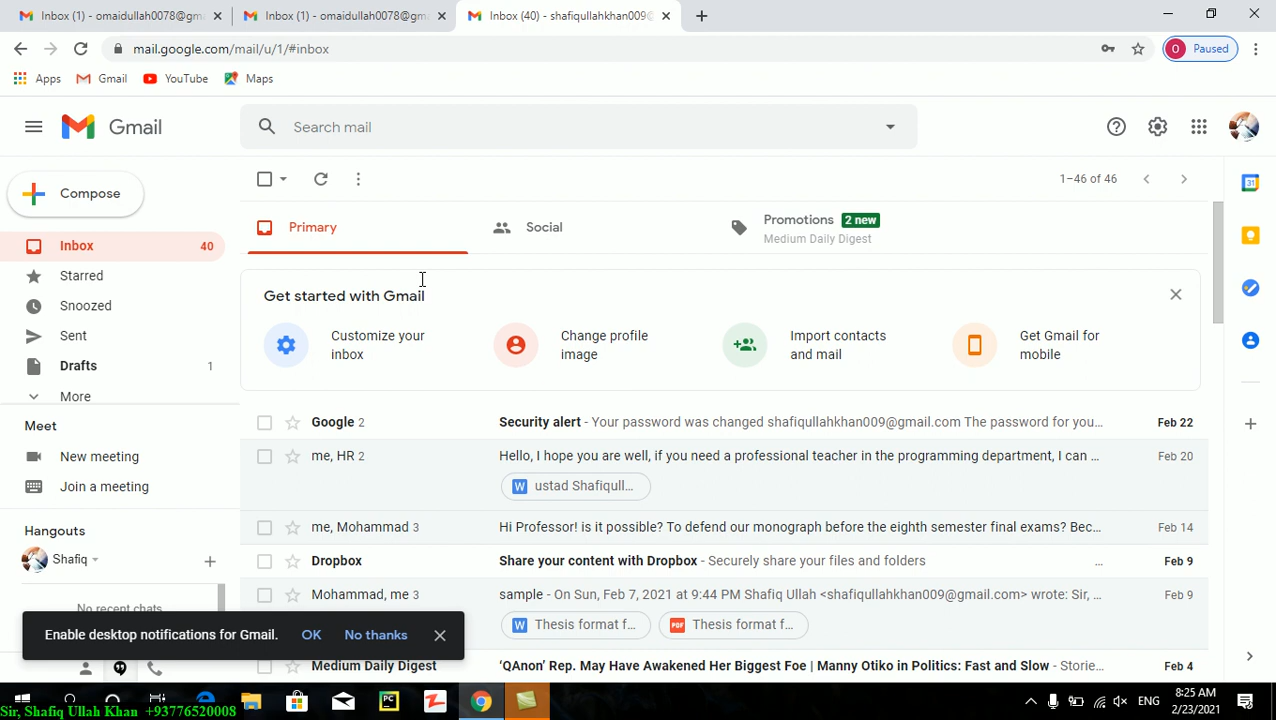 Inbox (1) - omaidullah0078@gma
Inbox (1) - omaidullah0078@gma
Inbox (40) - shafiqullahkhan009@
mail.google.com/mail/u/1/#inbox
O Paused
Apps
Gmail
YouTube
Maps
Gmail
Search mail
Compose
1–46 of 46
Primary
Social
Promotions 2 new
Medium Daily Digest
Inbox 40
Starred
Snoozed
Sent
Drafts 1
More
Meet
New meeting
Join a meeting
Hangouts
Shafiq
No recent chats
Get started with Gmail
Customize your inbox
Change profile image
Import contacts and mail
Get Gmail for mobile
Google 2 Security alert - Your password was changed shafiqullahkhan009@gmail.com The password for you... Feb 22
me, HR 2 Hello, I hope you are well, if you need a professional teacher in the programming department, I can ... Feb 20
W ustad Shafiqull...
me, Mohammad 3 Hi Professor! is it possible? To defend our monograph before the eighth semester final exams? Bec... Feb 14
Dropbox Share your content with Dropbox - Securely share your files and folders ... Feb 9
Mohammad, me 3 sample - On Sun, Feb 7, 2021 at 9:44 PM Shafiq Ullah <shafiqullahkhan009@gmail.com> wrote: Sir, ... Feb 9
W Thesis format f...
PDF Thesis format f...
Medium Daily Digest ‘QAnon’ Rep. May Have Awakened Her Biggest Foe | Manny Otiko in Politics: Fast and Slow - Storie... Feb 4
Enable desktop notifications for Gmail. OK No thanks
31
PC
ENG
8:25 AM
2/23/2021
Sir, Shafiq Ullah Khan +93776520008